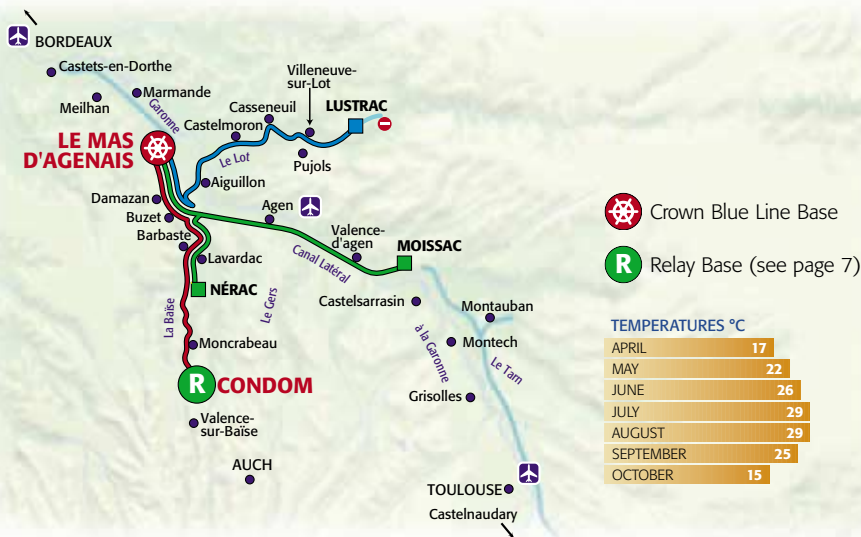 BORDEAUX
Castets-en-Dorthe
Marmande
Meilhan
Garonne
Villeneuve-
sur-Lot
Casseneuil
LUSTRAC
Castelmoron
LE MAS
D'AGENAIS
Le Lot
Pujols
Aiguillon
Damazan
Agen
Buzet
Barbaste
Valence-
d'agen
MOISSAC
Lavardac
Canal Latéral
NÉRAC
Castelsarrasin
La Baïse
Le Gers
Montauban
à la Garonne
Montech
Moncrabeau
Le Tarn
R CONDOM
Grisolles
Valence-
sur-Baïse
AUCH
TOULOUSE
Castelnaudary
Crown Blue Line Base
R Relay Base (see page 7)
TEMPERATURES °C
APRIL 17
MAY 22
JUNE 26
JULY 29
AUGUST 29
SEPTEMBER 25
OCTOBER 15